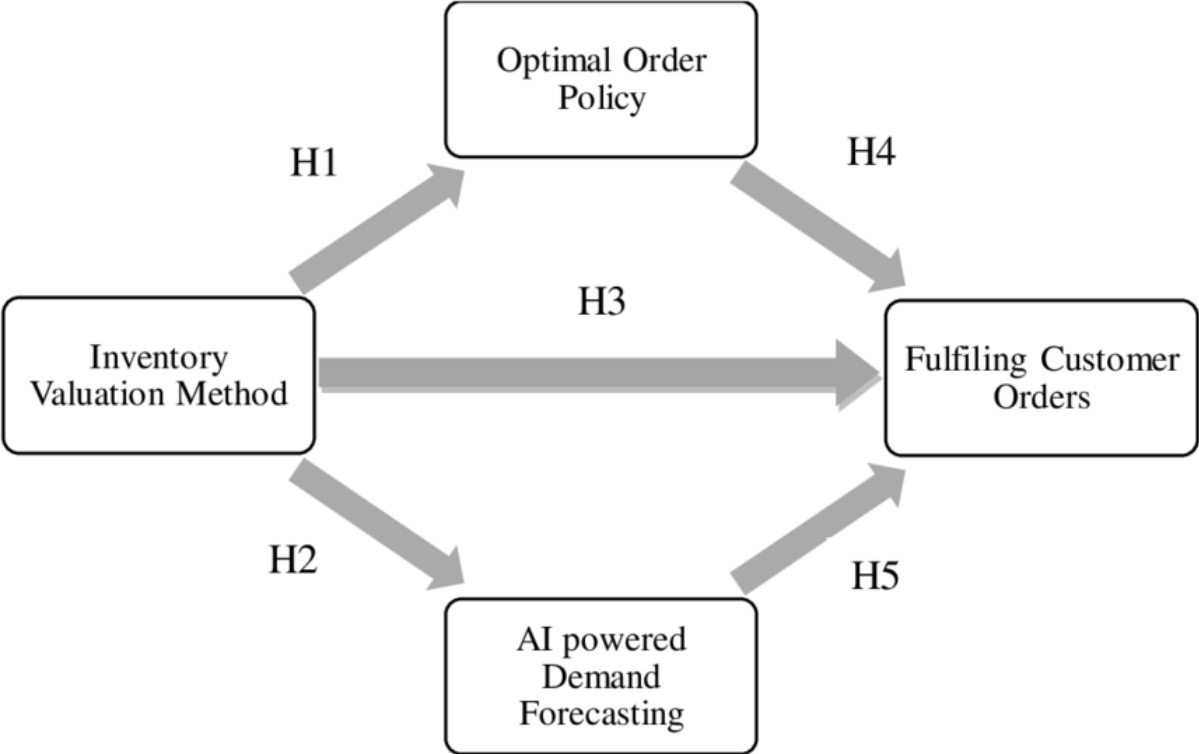 Optimal Order
Policy
H1
H4
H3
Inventory
Valuation Method
Fulfiling Customer
Orders
H2
H5
AI powered
Demand
Forecasting